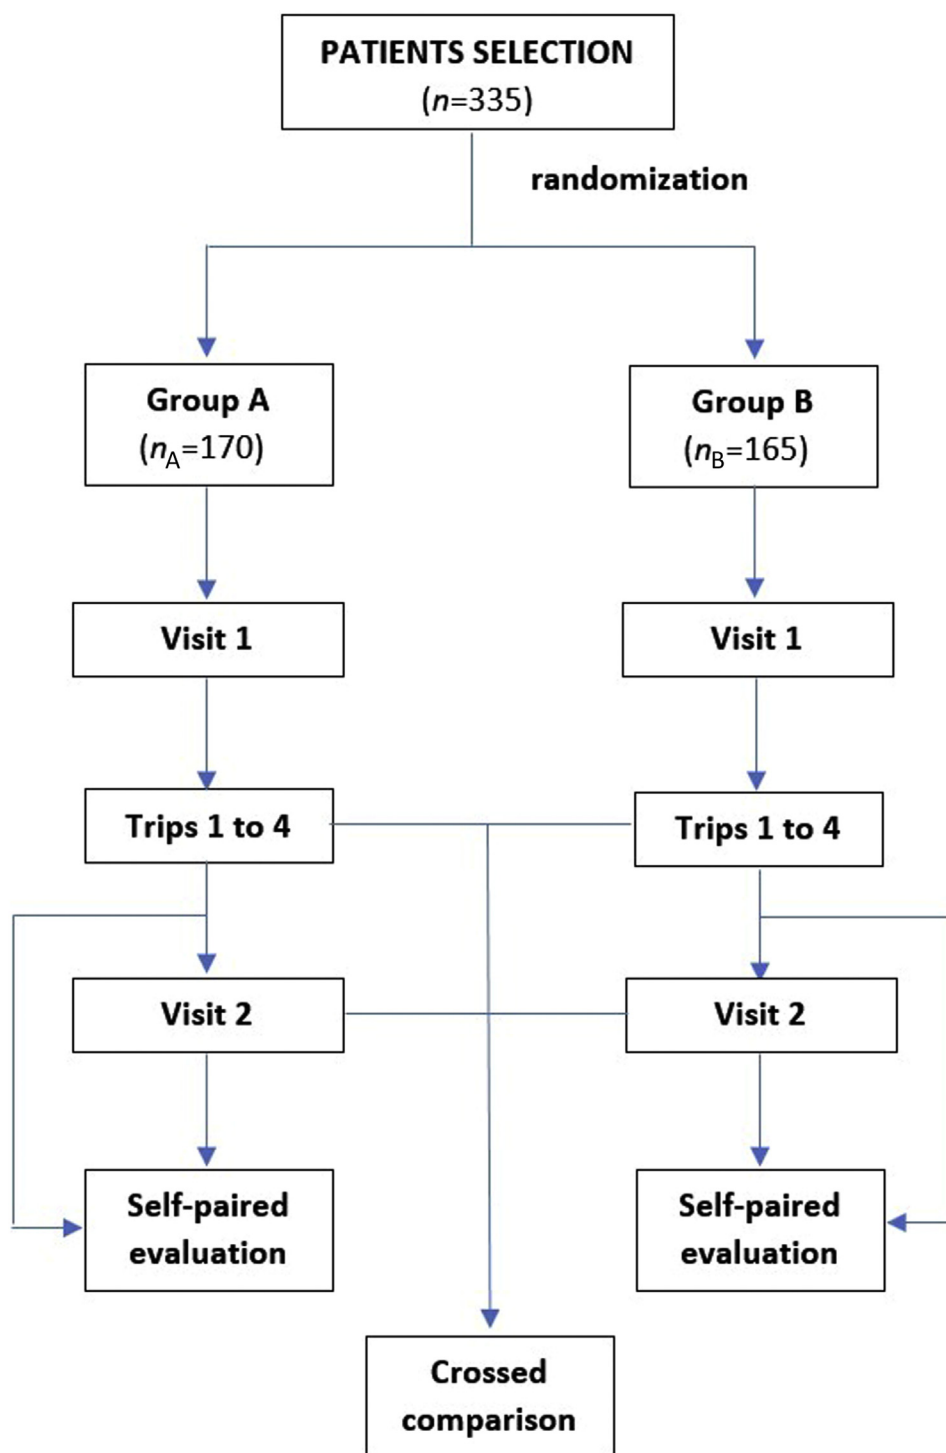 PATIENTS SELECTION
(n=335)
randomization
Group A
(nA=170)
Group B
(nB=165)
Visit 1
Visit 1
Trips 1 to 4
Trips 1 to 4
Visit 2
Visit 2
Self-paired
evaluation
Self-paired
evaluation
Crossed
comparison